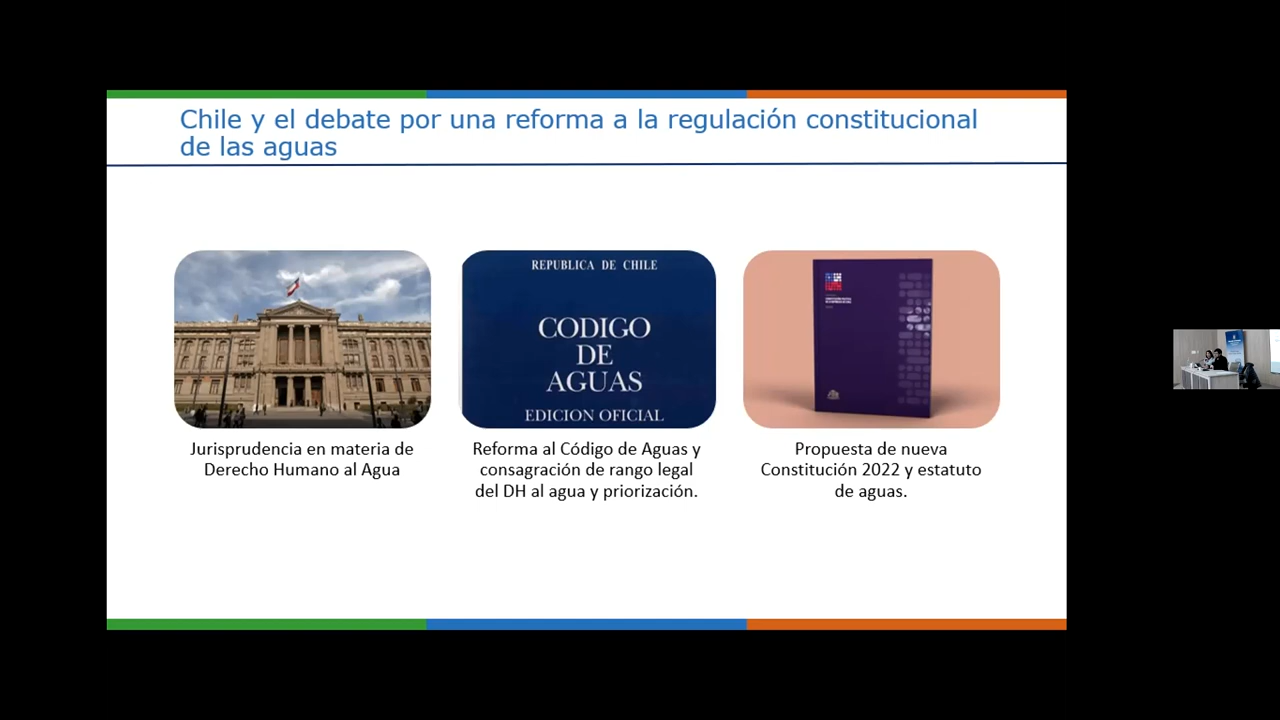 Chile y el debate por una reforma a la regulación constitucional
de las aguas
REPUBLICA DE CHILE
CODIGO
DE
AGUAS
EDICION OFICIAL
Jurisprudencia en materia de
Derecho Humano al Agua
Reforma al Código de Aguas y
consagración de rango legal
del DH al agua y priorización.
Propuesta de nueva
Constitución 2022 y estatuto
de aguas.